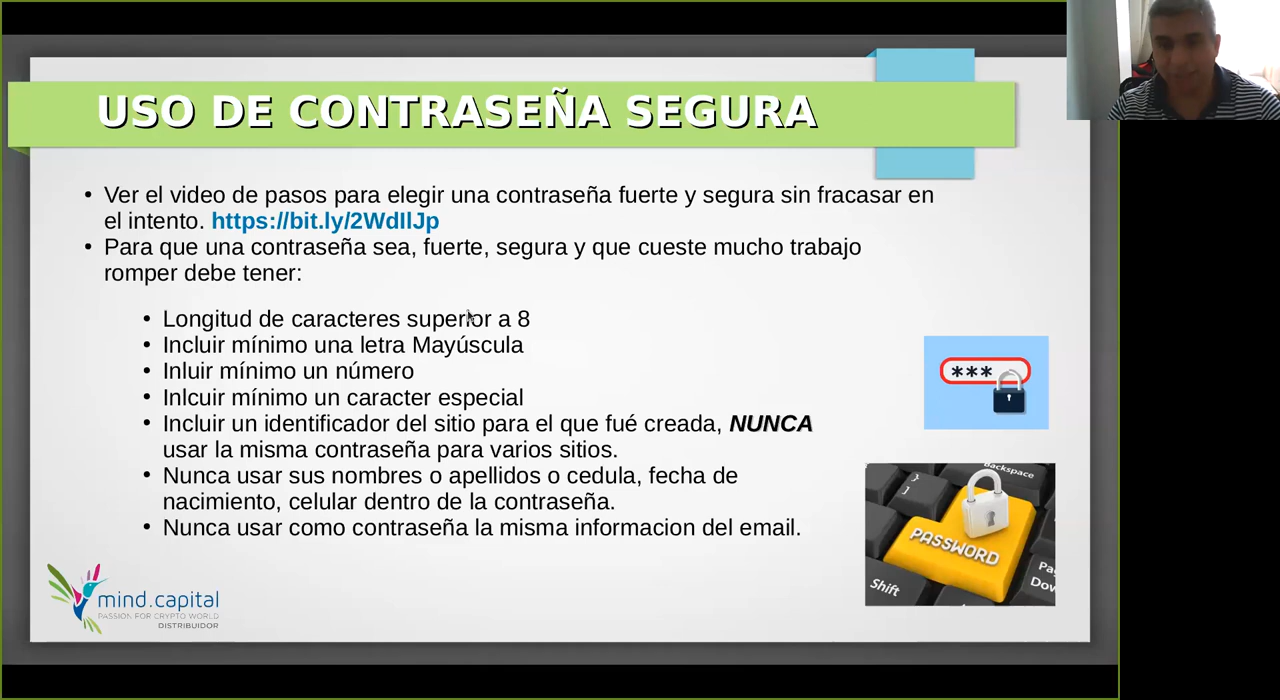 USO DE CONTRASEÑA SEGURA
Ver el video de pasos para elegir una contraseña fuerte y segura sin fracasar en
el intento. https://bit.ly/2WdIlJp
Para que una contraseña sea, fuerte, segura y que cueste mucho trabajo
romper debe tener:
Longitud de caracteres superior a 8
Incluir mínimo una letra Mayúscula
Inluir mínimo un número
Inlcuir mínimo un caracter especial
Incluir un identificador del sitio para el que fué creada, NUNCA
usar la misma contraseña para varios sitios.
Nunca usar sus nombres o apellidos o cedula, fecha de
nacimiento, celular dentro de la contraseña.
Nunca usar como contraseña la misma informacion del email.
***
Backspace
}
]
PASSWORD
Shift
Pa
Dov
mind.capital
PASSION FOR CRYPTO WORLD
DISTRIBUIDOR